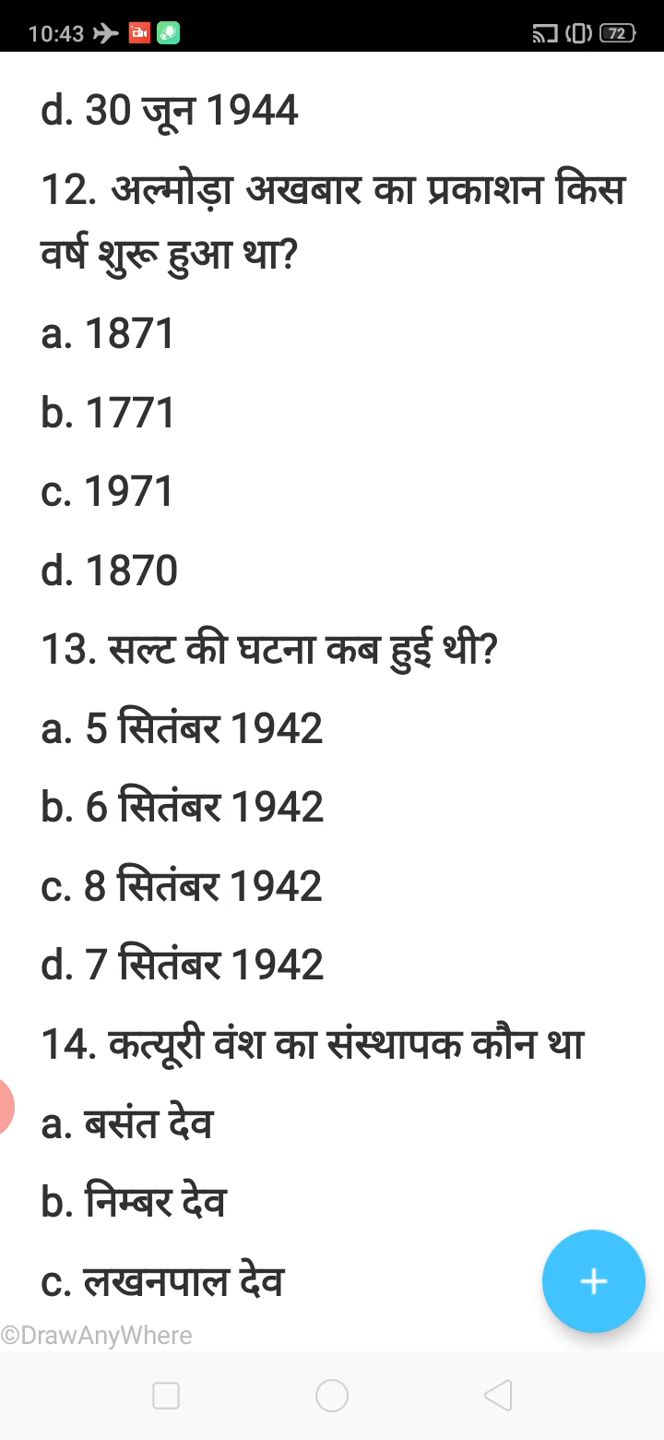 10:43
72
d. 30 जून 1944
12. अल्मोड़ा अखबार का प्रकाशन किस
वर्ष शुरू हुआ था?
a. 1871
b. 1771
c. 1971
d. 1870
13. सल्ट की घटना कब हुई थी?
a. 5 सितंबर 1942
b. 6 सितंबर 1942
c. 8 सितंबर 1942
d. 7 सितंबर 1942
14. कत्यूरी वंश का संस्थापक कौन था
a. बसंत देव
b. निम्बर देव
c. लखनपाल देव
+
©DrawAnyWhere